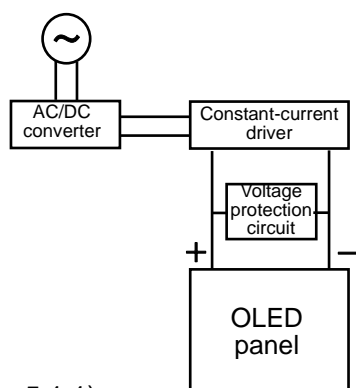 ~
AC/DC
converter
Constant-current
driver
Voltage
protection
circuit
+ −
OLED
panel